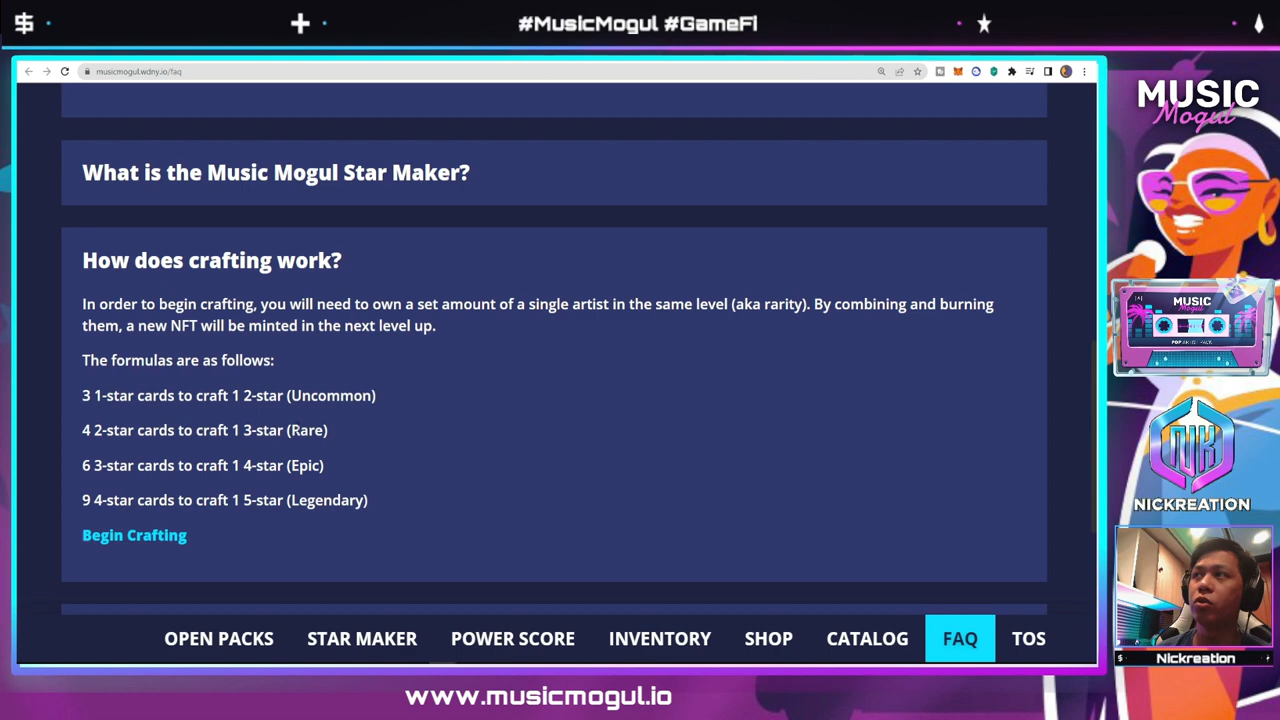 #MusicMogul #GameFi
musicmogul.wdny.io/faq
MUSIC
Mogul
What is the Music Mogul Star Maker?
How does crafting work?
In order to begin crafting, you will need to own a set amount of a single artist in the same level (aka rarity). By combining and burning
them, a new NFT will be minted in the next level up.
The formulas are as follows:
3 1-star cards to craft 1 2-star (Uncommon)
4 2-star cards to craft 1 3-star (Rare)
6 3-star cards to craft 1 4-star (Epic)
9 4-star cards to craft 1 5-star (Legendary)
Begin Crafting
MUSIC
Mogul
POP ARTIST PACK
NK
NICKREATION
OPEN PACKS STAR MAKER POWER SCORE INVENTORY SHOP CATALOG FAQ TOS
Nickreation
www.musicmogul.io